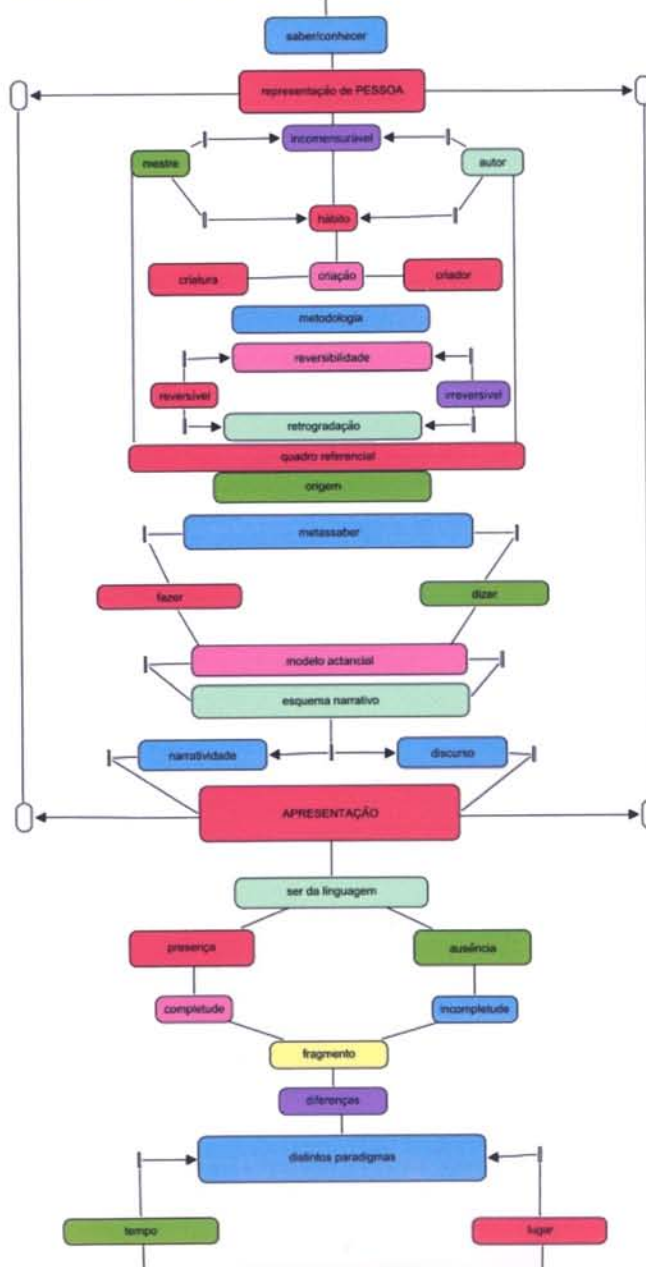 saber/conhecer
representação de PESSOA
incomensurável
mestre
autor
hábito
criatura
criação
criador
metodologia
reversibilidade
reversível
irreversível
retrogradação
quadro referencial
origem
metassaber
fazer
dizer
modelo actancial
esquema narrativo
narratividade
discurso
APRESENTAÇÃO
ser da linguagem
presença
ausência
completude
incompletude
fragmento
diferenças
distintos paradigmas
tempo
lugar